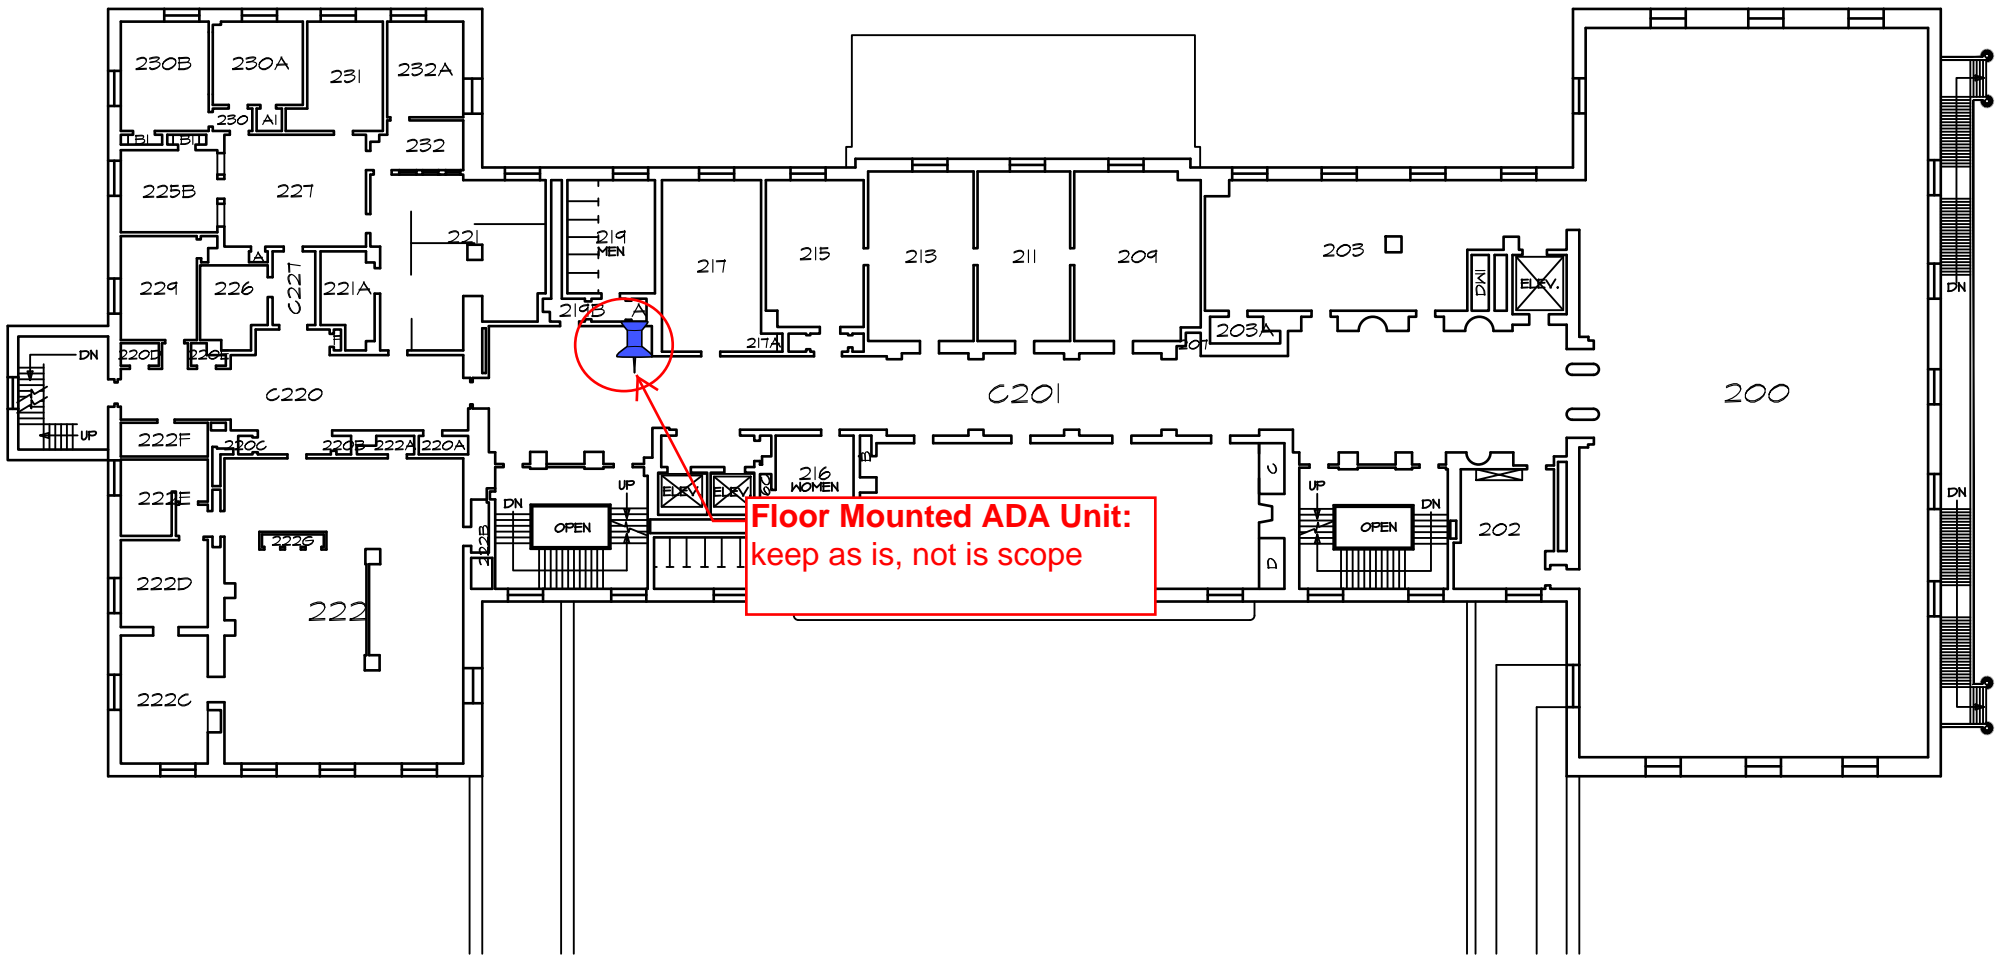 230B
230A
231
232A
230
A1
B1
B1
232
225B
227
221
219
MEN
217
215
213
211
209
203
DW1
ELEV.
DN
229
A
226
C227
221A
219B
A
217A
207
203A
220D
220E
DN
UP
C220
C201
200
222F
220C
220B
222A
220A
222E
222G
222B
DN
UP
OPEN
ELEV.
ELEV.
216
WOMEN
B
C
D
UP
DN
OPEN
202
DN
222D
222
222C
Floor Mounted ADA Unit:
keep as is, not is scope